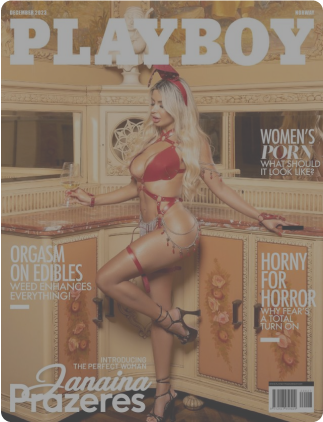 DECEMBER 2023
NORWAY
PLAYBOY
WOMEN'S
PORN
WHAT SHOULD
IT LOOK LIKE?
ORGASM
ON EDIBLES
WEED ENHANCES
EVERYTHING!
HORNY
FOR
HORROR
WHY FEAR'S
A TOTAL
TURN ON
INTRODUCING
THE PERFECT WOMAN
Janaina
Prazeres